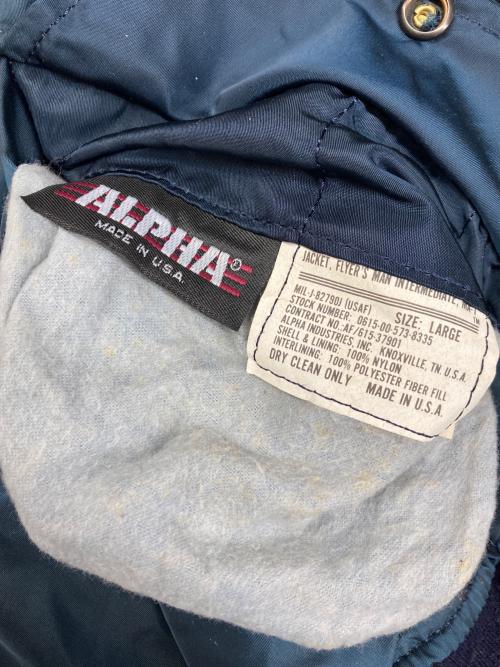 ALPHA®
MADE IN U.S.A.
JACKET, FLYER'S MAN INTERMEDIATE,
MIL-J-8279DJ (USAF) SIZE: LARGE
STOCK NUMBER: 0615-00-573-8335
CONTRACT NO: AF/615-37901
ALPHA INDUSTRIES, INC. KNOXVILLE, TN. U.S.A.
SHELL & LINING: 100% NYLON
INTERLINING: 100% POLYESTER FIBER FILL
DRY CLEAN ONLY MADE IN U.S.A.